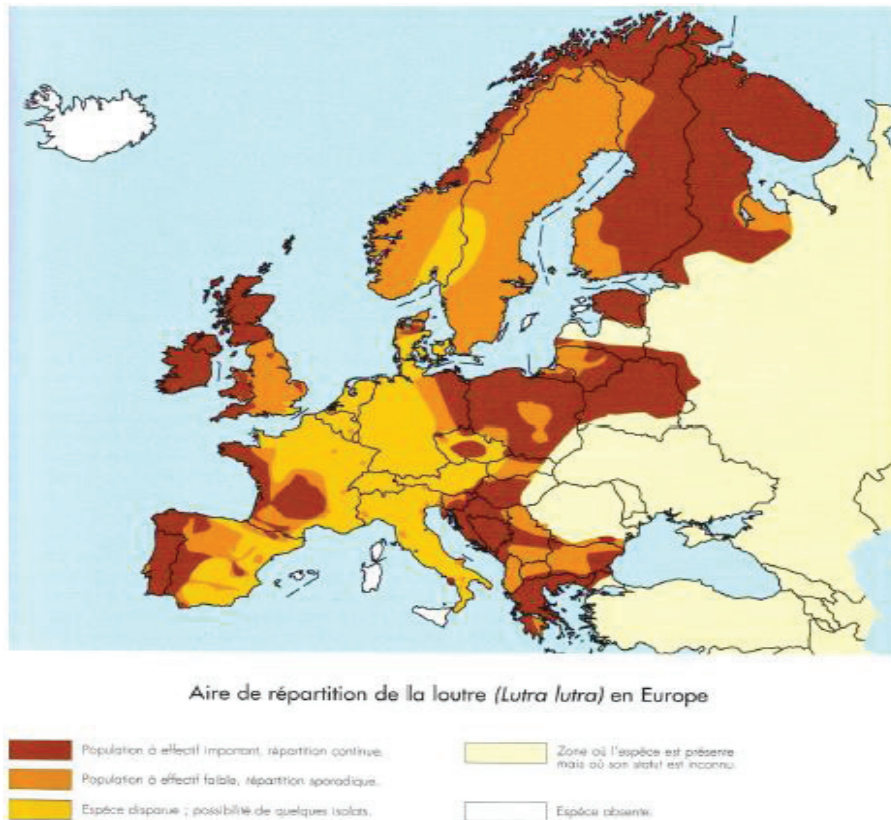 Aire de répartition de la loutre (Lutra lutra) en Europe
Population à effectif important, répartition continue.
Population à effectif faible, répartition sporadique.
Espèce disparue ; possibilité de quelques isolats.
Zone où l'espèce est présente
mais où son statut est inconnu.
Espèce absente.